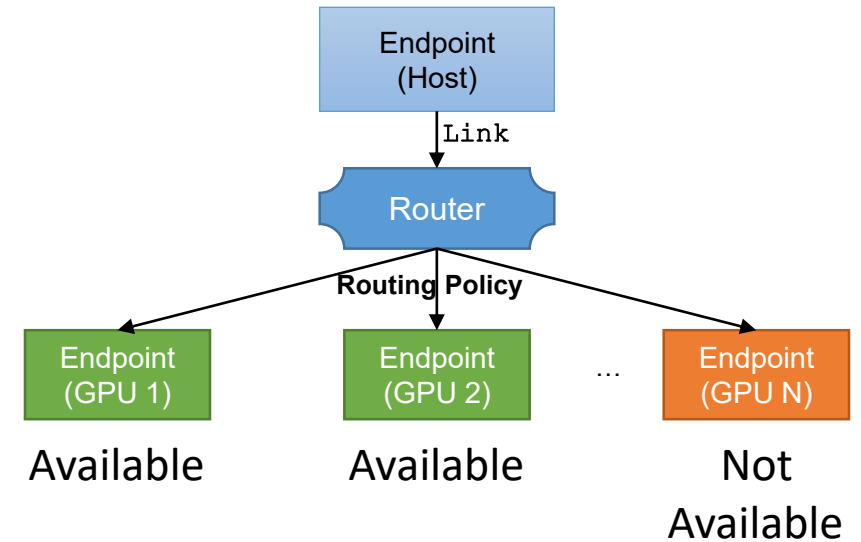 Endpoint
(Host)
Link
Router
Routing Policy
Endpoint
(GPU 1)
Endpoint
(GPU 2)
...
Endpoint
(GPU N)
Available
Available
Not
Available